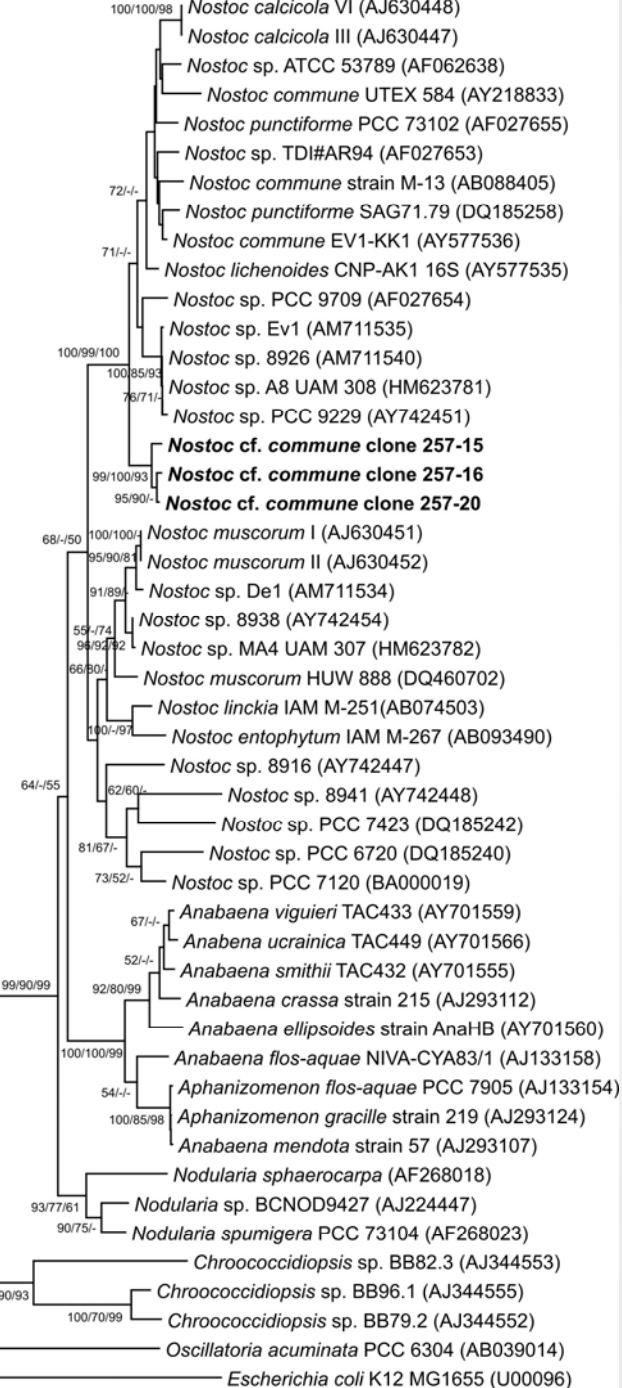 100/100/98
Nostoc calcicola VI (AJ630448)
Nostoc calcicola III (AJ630447)
Nostoc sp. ATCC 53789 (AF062638)
Nostoc commune UTEX 584 (AY218833)
Nostoc punctiforme PCC 73102 (AF027655)
Nostoc sp. TDI#AR94 (AF027653)
72/-/-
Nostoc commune strain M-13 (AB088405)
Nostoc punctiforme SAG71.79 (DQ185258)
Nostoc commune EV1-KK1 (AY577536)
71/-/-
Nostoc lichenoides CNP-AK1 16S (AY577535)
Nostoc sp. PCC 9709 (AF027654)
Nostoc sp. Ev1 (AM711535)
100/99/100
Nostoc sp. 8926 (AM711540)
100/85/93
Nostoc sp. A8 UAM 308 (HM623781)
76/71/-
Nostoc sp. PCC 9229 (AY742451)
Nostoc cf. commune clone 257-15
99/100/93
Nostoc cf. commune clone 257-16
95/90/-
Nostoc cf. commune clone 257-20
68/-/50
100/100/-
Nostoc muscorum I (AJ630451)
95/90/81
Nostoc muscorum II (AJ630452)
91/89/-
Nostoc sp. De1 (AM711534)
Nostoc sp. 8938 (AY742454)
55/-/74
96/92/92
Nostoc sp. MA4 UAM 307 (HM623782)
66/80/-
Nostoc muscorum HUW 888 (DQ460702)
Nostoc linckia IAM M-251(AB074503)
100/-/97
Nostoc entophytum IAM M-267 (AB093490)
Nostoc sp. 8916 (AY742447)
64/-/55
62/60/-
Nostoc sp. 8941 (AY742448)
Nostoc sp. PCC 7423 (DQ185242)
81/67/-
Nostoc sp. PCC 6720 (DQ185240)
73/52/-
Nostoc sp. PCC 7120 (BA000019)
Anabaena viguieri TAC433 (AY701559)
67/-/-
Anabena ucrainica TAC449 (AY701566)
52/-/-
Anabaena smithii TAC432 (AY701555)
99/90/99
92/80/99
Anabaena crassa strain 215 (AJ293112)
Anabaena ellipsoides strain AnaHB (AY701560)
100/100/99
Anabaena flos-aquae NIVA-CYA83/1 (AJ133158)
54/-/-
Aphanizomenon flos-aquae PCC 7905 (AJ133154)
100/85/98
Aphanizomenon gracille strain 219 (AJ293124)
Anabaena mendota strain 57 (AJ293107)
Nodularia sphaerocarpa (AF268018)
93/77/61
Nodularia sp. BCNOD9427 (AJ224447)
90/75/-
Nodularia spumigera PCC 73104 (AF268023)
Chroococcidiopsis sp. BB82.3 (AJ344553)
90/93
Chroococcidiopsis sp. BB96.1 (AJ344555)
100/70/99
Chroococcidiopsis sp. BB79.2 (AJ344552)
Oscillatoria acuminata PCC 6304 (AB039014)
Escherichia coli K12 MG1655 (U00096)